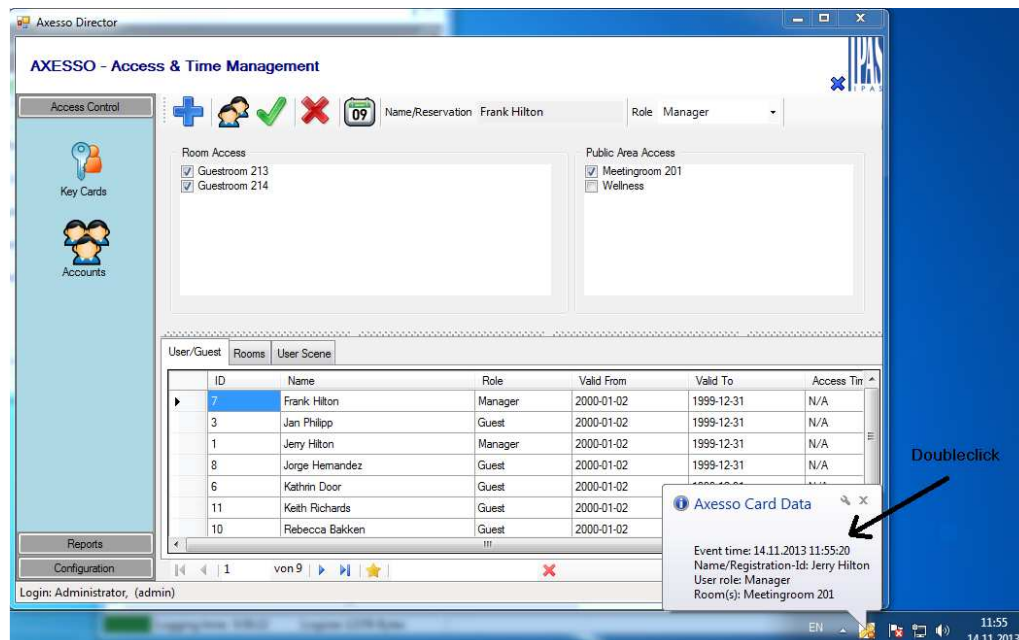 Axesso Director
AXESSO - Access & Time Management
IPAS
IPAS
Access Control
09
Name/Reservation Frank Hilton Role Manager
Key Cards
Accounts
Room Access
Guestroom 213
Guestroom 214
Public Area Access
Meetingroom 201
Wellness
User/Guest Rooms User Scene
ID Name Role Valid From Valid To Access Tim
7 Frank Hilton Manager 2000-01-02 1999-12-31 N/A
3 Jan Philipp Guest 2000-01-02 1999-12-31 N/A
1 Jerry Hilton Manager 2000-01-02 1999-12-31 N/A
8 Jorge Hernandez Guest 2000-01-02 1999-12-31 N/A
6 Kathrin Door Guest 2000-01-02
11 Keith Richards Guest 2000-01-02
10 Rebecca Bakken Guest 2000-01-02
Doubleclick
Axesso Card Data
Event time: 14.11.2013 11:55:20
Name/Registration-Id: Jerry Hilton
User role: Manager
Room(s): Meetingroom 201
Reports
Configuration
1 von 9
Login: Administrator, (admin)
EN
11:55
14.11.2013